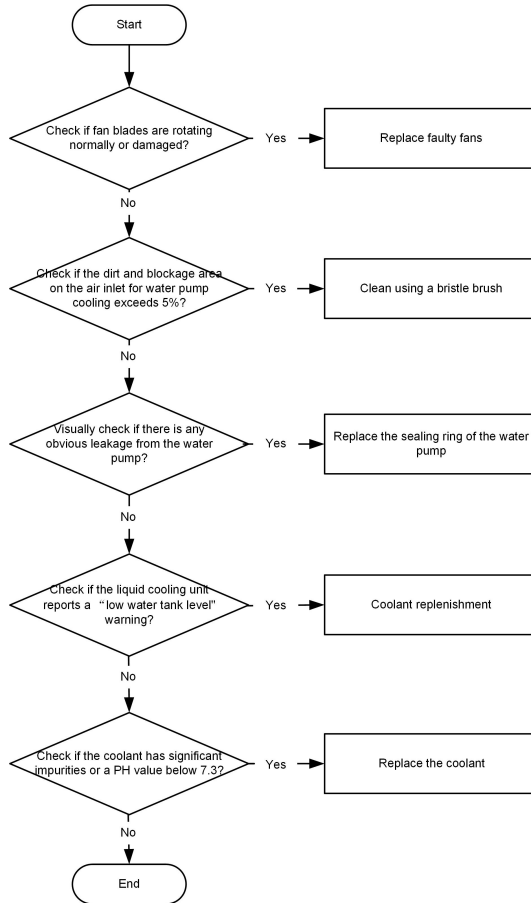 Start
Check if fan blades are rotating
normally or damaged?
Yes
Replace faulty fans
No
Check if the dirt and blockage area
on the air inlet for water pump
cooling exceeds 5%?
Yes
Clean using a bristle brush
No
Visually check if there is any
obvious leakage from the water
pump?
Yes
Replace the sealing ring of the water
pump
No
Check if the liquid cooling unit
reports a “low water tank level"
warning?
Yes
Coolant replenishment
No
Check if the coolant has significant
impurities or a PH value below 7.3?
Yes
Replace the coolant
No
End